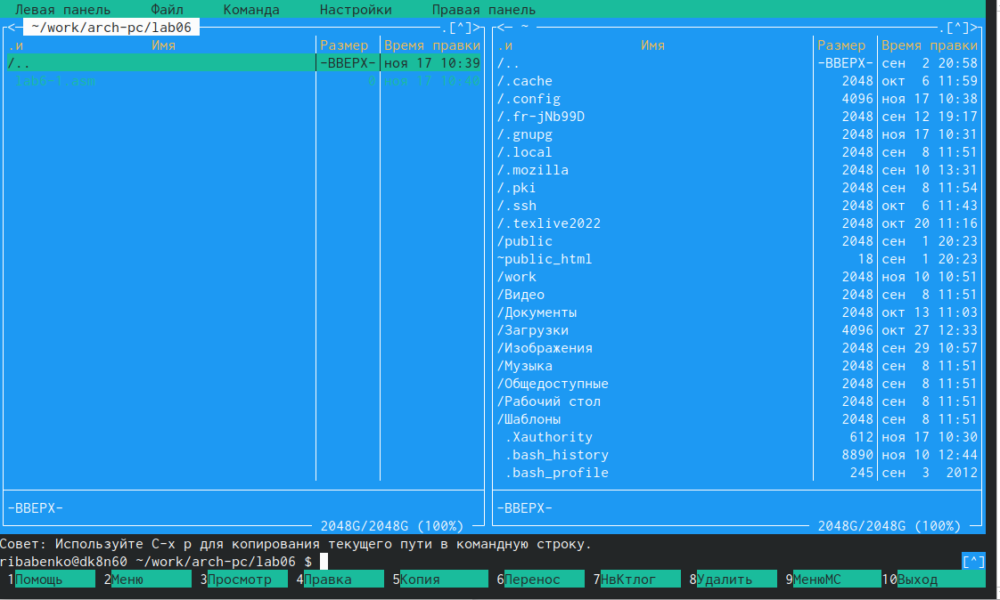 Левая панель Файл Команда Настройки Правая панель
<─ ~/work/arch-pc/lab06 .[^]>
.и Имя Размер Время правки
/.. -ВВЕРХ- ноя 17 10:39
lab6-1.asm 0 ноя 17 10:40
-ВВЕРХ-
2048G/2048G (100%)
<─ ~ .[^]>
.и Имя Размер Время правки
/.. -ВВЕРХ- сен 2 20:58
/.cache 2048 окт 6 11:59
/.config 4096 ноя 17 10:38
/.fr-jNb99D 2048 сен 12 19:17
/.gnupg 2048 ноя 17 10:31
/.local 2048 сен 8 11:51
/.mozilla 2048 сен 10 13:31
/.pki 2048 сен 8 11:54
/.ssh 2048 окт 6 11:43
/.texlive2022 2048 окт 20 11:16
/public 2048 сен 1 20:23
~public_html 18 сен 1 20:23
/work 2048 ноя 10 10:51
/Видео 2048 сен 8 11:51
/Документы 2048 окт 13 11:03
/Загрузки 4096 окт 27 12:33
/Изображения 2048 сен 29 10:57
/Музыка 2048 сен 8 11:51
/Общедоступные 2048 сен 8 11:51
/Рабочий стол 2048 сен 8 11:51
/Шаблоны 2048 сен 8 11:51
.Xauthority 612 ноя 17 10:30
.bash_history 8890 ноя 10 12:44
.bash_profile 245 сен 3 2012
-ВВЕРХ-
2048G/2048G (100%)
Совет: Используйте C-x p для копирования текущего пути в командную строку.
ribabenko@dk8n60 ~/work/arch-pc/lab06 $ [^]
1Помощь 2Меню 3Просмотр 4Правка 5Копия 6Перенос 7НвКтлог 8Удалить 9МенюMC 10Выход